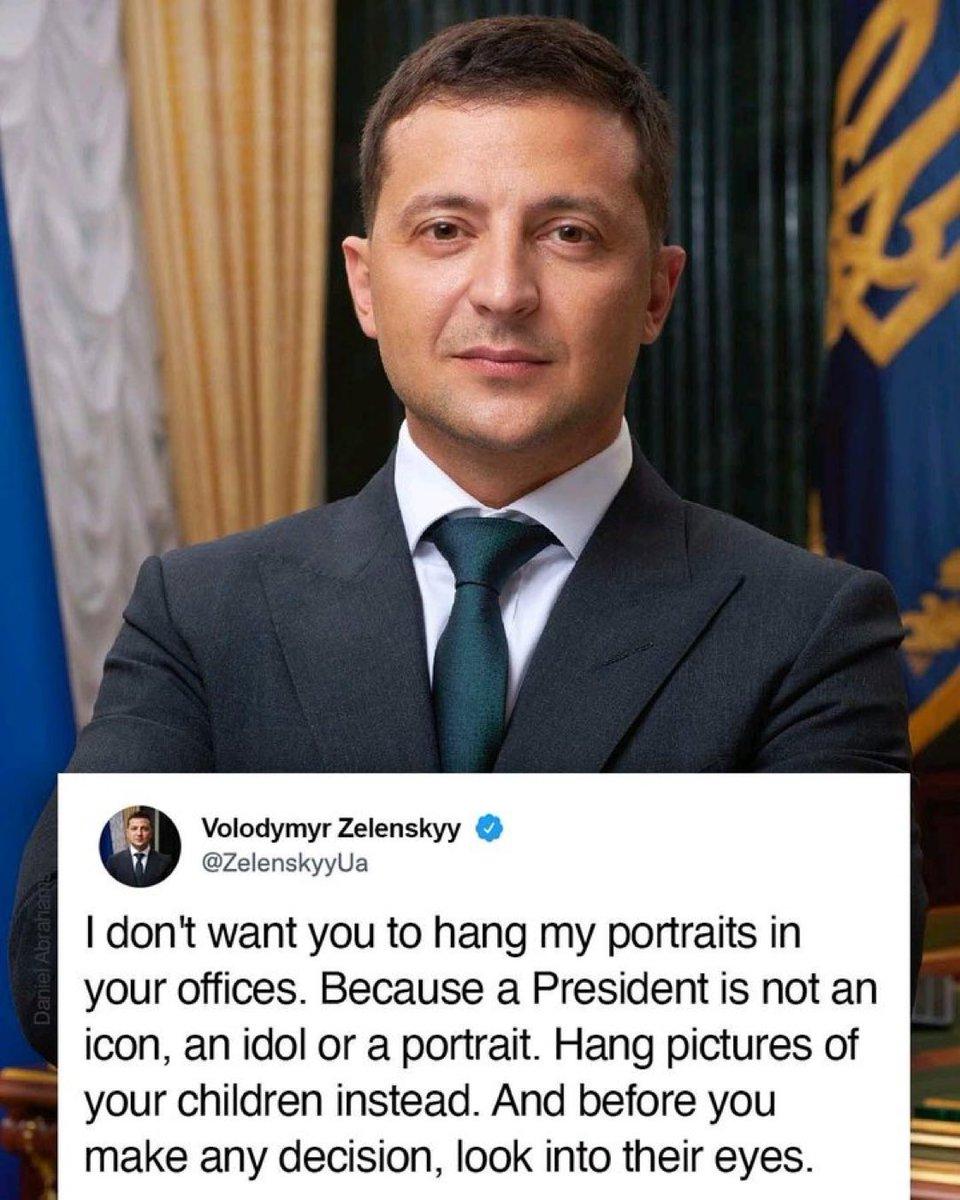 Volodymyr Zelenskyy
@ZelenskyyUa
I don't want you to hang my portraits in
your offices. Because a President is not an
icon, an idol or a portrait. Hang pictures of
your children instead. And before you
make any decision, look into their eyes.
Daniel Abrahams